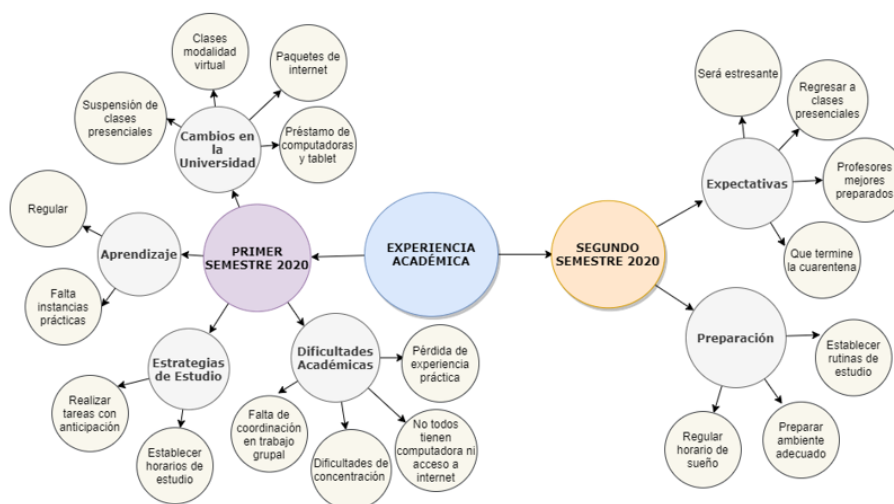 Clases
modalidad
virtual
Paquetes de
internet
Suspensión de
clases
presenciales
Cambios en
la
Universidad
Préstamo de
computadoras
y tablet
Regular
Aprendizaje
Falta
instancias
prácticas
PRIMER
SEMESTRE 2020
EXPERIENCIA
ACADÉMICA
Estrategias
de Estudio
Realizar
tareas con
anticipación
Establecer
horarios de
estudio
Dificultades
Académicas
Pérdida de
experiencia
práctica
Falta de
coordinación
en trabajo
grupal
Dificultades de
concentración
No todos
tienen
computadora ni
acceso a
internet
SEGUNDO
SEMESTRE 2020
Será estresante
Regresar a
clases
presenciales
Expectativas
Profesores
mejores
preparados
Que termine
la cuarentena
Preparación
Establecer
rutinas de
estudio
Regular
horario de
sueño
Preparar
ambiente
adecuado